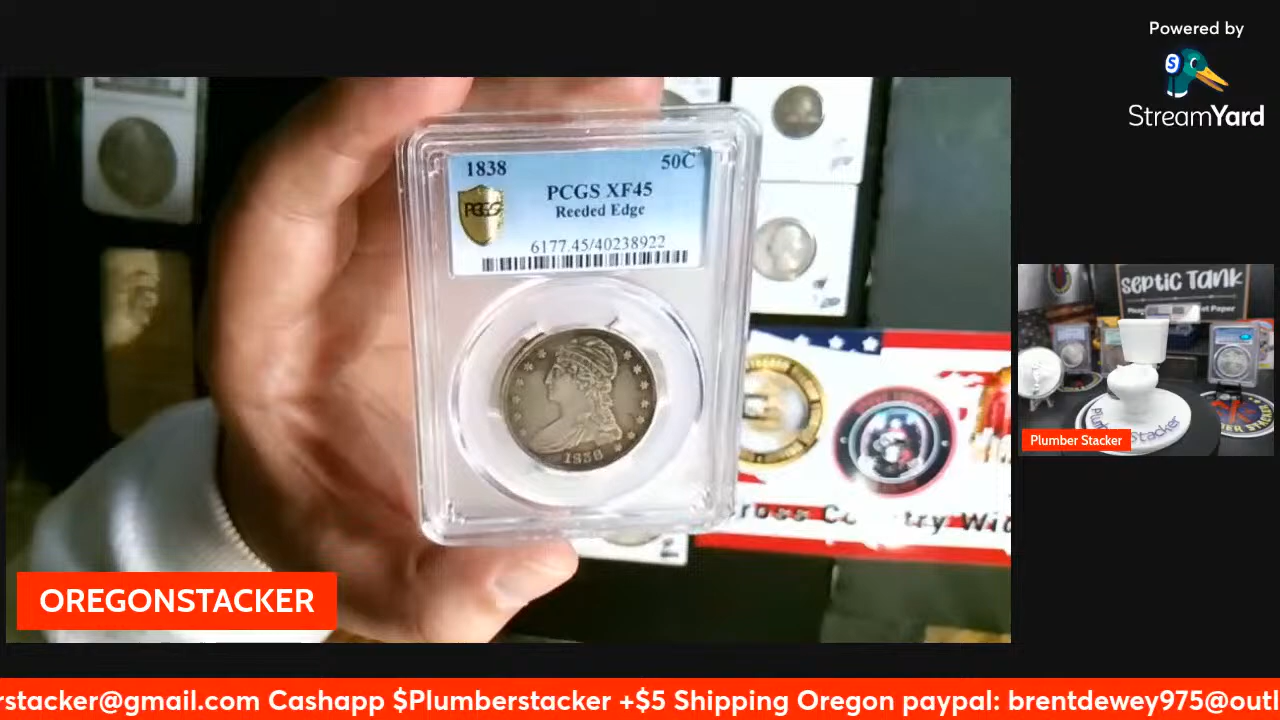 Powered by
StreamYard
1838
50C
PCGS XF45
Reeded Edge
PCGS
6177.45/40238922
1838
Septic Tank
Plumber Stacker
OREGONSTACKER
rstacker@gmail.com Cashapp $Plumberstacker +$5 Shipping Oregon paypal: brentdewey975@outl